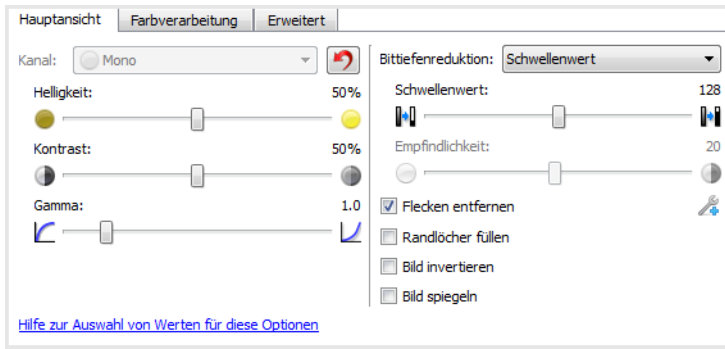 Hauptansicht Farbverarbeitung Erweitert
Kanal: Mono
Helligkeit: 50%
Kontrast: 50%
Gamma: 1.0
Bittiefenreduktion: Schwellenwert
Schwellenwert: 128
Empfindlichkeit: 20
Flecken entfernen
Randlöcher füllen
Bild invertieren
Bild spiegeln
Hilfe zur Auswahl von Werten für diese Optionen